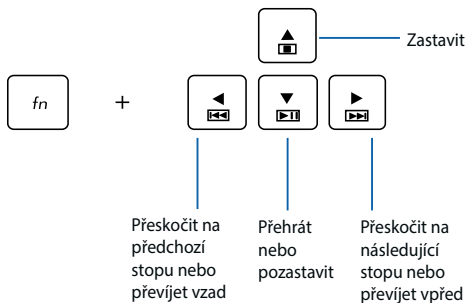 Zastavit
fn
+
Přeskočit na
předchozí
stopu nebo
převíjet vzad
Přehrát
nebo
pozastavit
Přeskočit na
následující
stopu nebo
převíjet vpřed